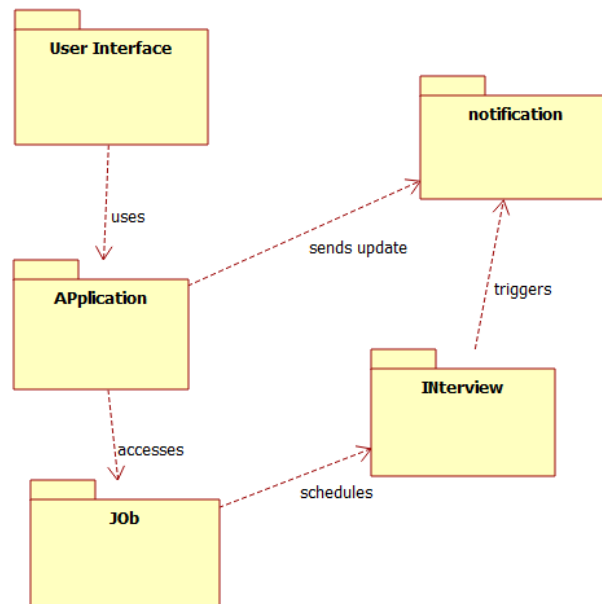 User Interface
notification
uses
sends update
APplication
triggers
INterview
accesses
schedules
JOb